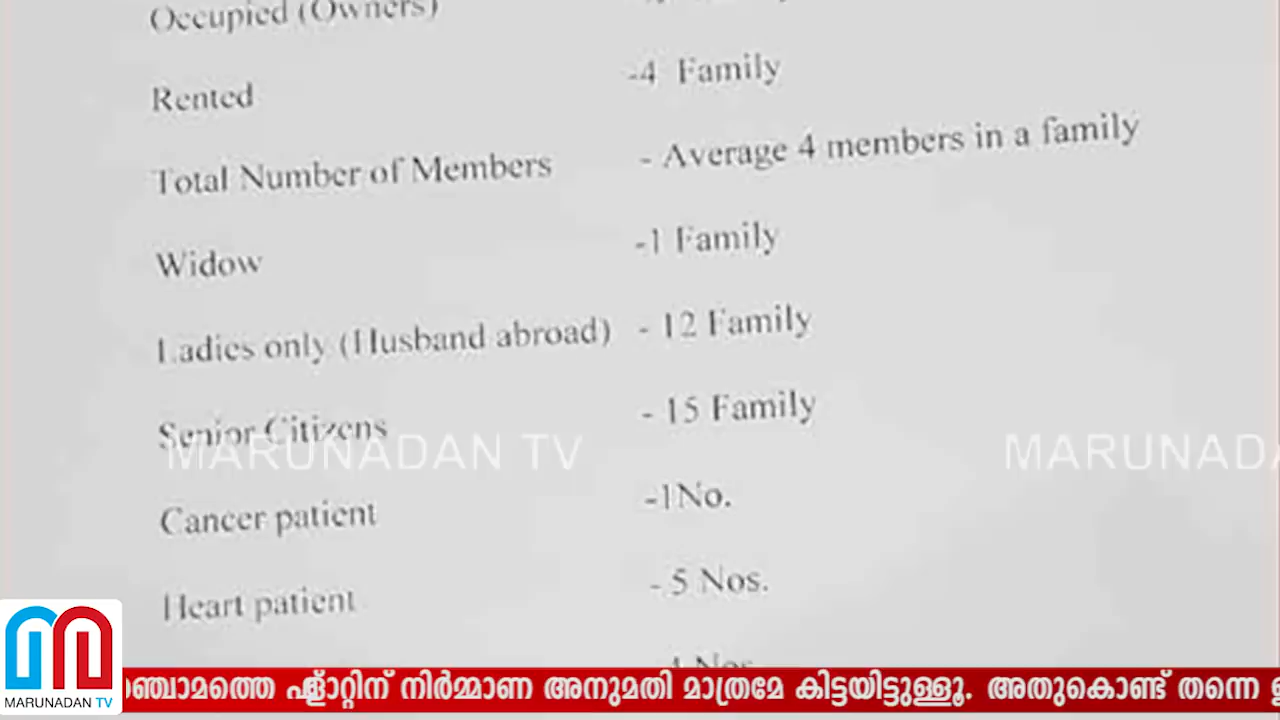 Occupied (Owners)
Rented -4 Family
Total Number of Members - Average 4 members in a family
Widow -1 Family
Ladies only (Husband abroad) - 12 Family
Senior Citizens - 15 Family
MARUNADAN TV
Cancer patient -1No.
Heart patient - 5 Nos.
MARUNADAN TV
ഫ്ളാറ്റിന് നിർമ്മാണ അനുമതി മാത്രമേ കിട്ടയിട്ടുള്ളൂ. അതുകൊണ്ട് തന്നെ